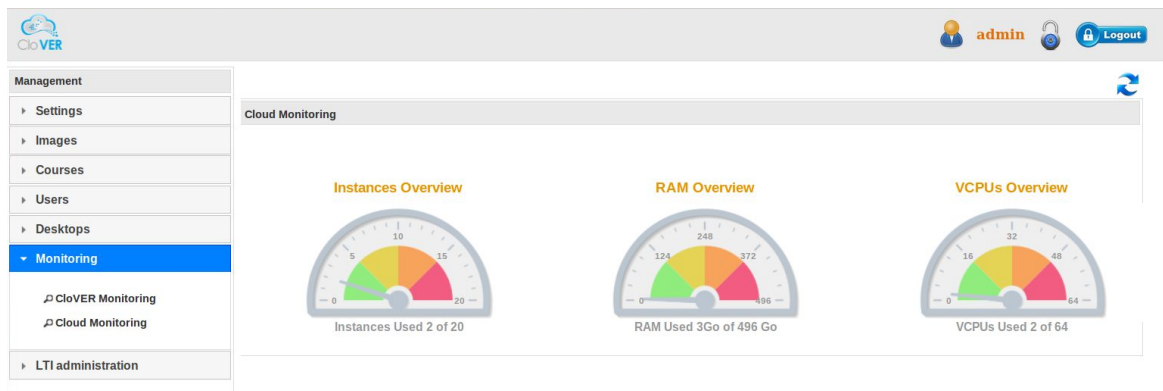 CloVER
admin
Logout
Management
Settings
Images
Courses
Users
Desktops
Monitoring
CloVER Monitoring
Cloud Monitoring
LTI administration
Cloud Monitoring
Instances Overview
0
5
10
15
20
Instances Used 2 of 20
RAM Overview
0
124
248
372
496
RAM Used 3Go of 496 Go
VCPUs Overview
0
16
32
48
64
VCPUs Used 2 of 64